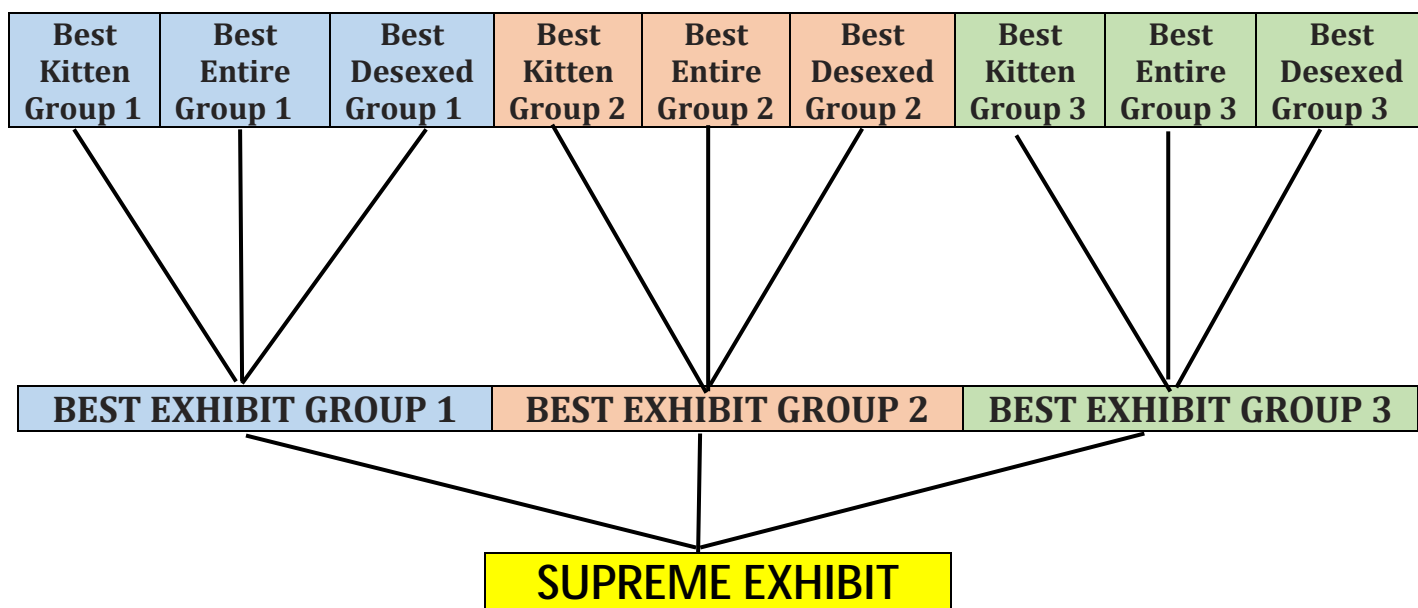 Best Kitten Group 1
Best Entire Group 1
Best Desexed Group 1
Best Kitten Group 2
Best Entire Group 2
Best Desexed Group 2
Best Kitten Group 3
Best Entire Group 3
Best Desexed Group 3
BEST EXHIBIT GROUP 1
BEST EXHIBIT GROUP 2
BEST EXHIBIT GROUP 3
SUPREME EXHIBIT